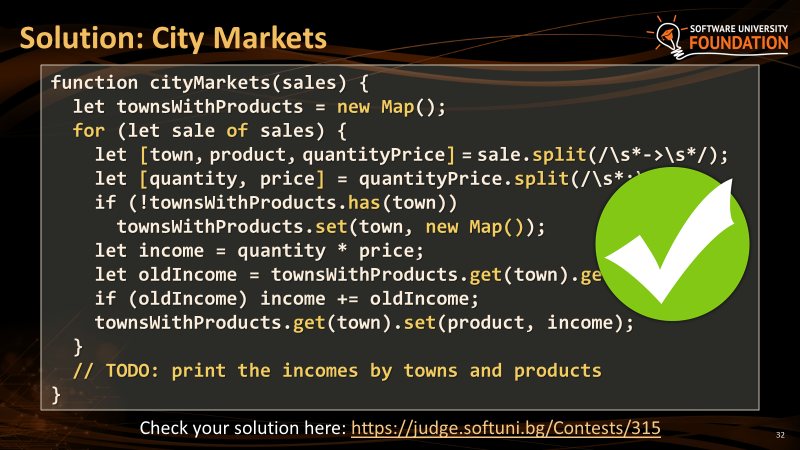 Solution: City Markets
SOFTWARE UNIVERSITY
FOUNDATION
function cityMarkets(sales) {
let townsWithProducts = new Map();
for (let sale of sales) {
let [town, product, quantityPrice] = sale.split(/\s*->\s*/);
let [quantity, price] = quantityPrice.split(/\s*:
if (!townsWithProducts.has(town))
townsWithProducts.set(town, new Map());
let income = quantity * price;
let oldIncome = townsWithProducts.get(town).ge
if (oldIncome) income += oldIncome;
townsWithProducts.get(town).set(product, income);
}
// TODO: print the incomes by towns and products
}
Check your solution here: https://judge.softuni.bg/Contests/315
32